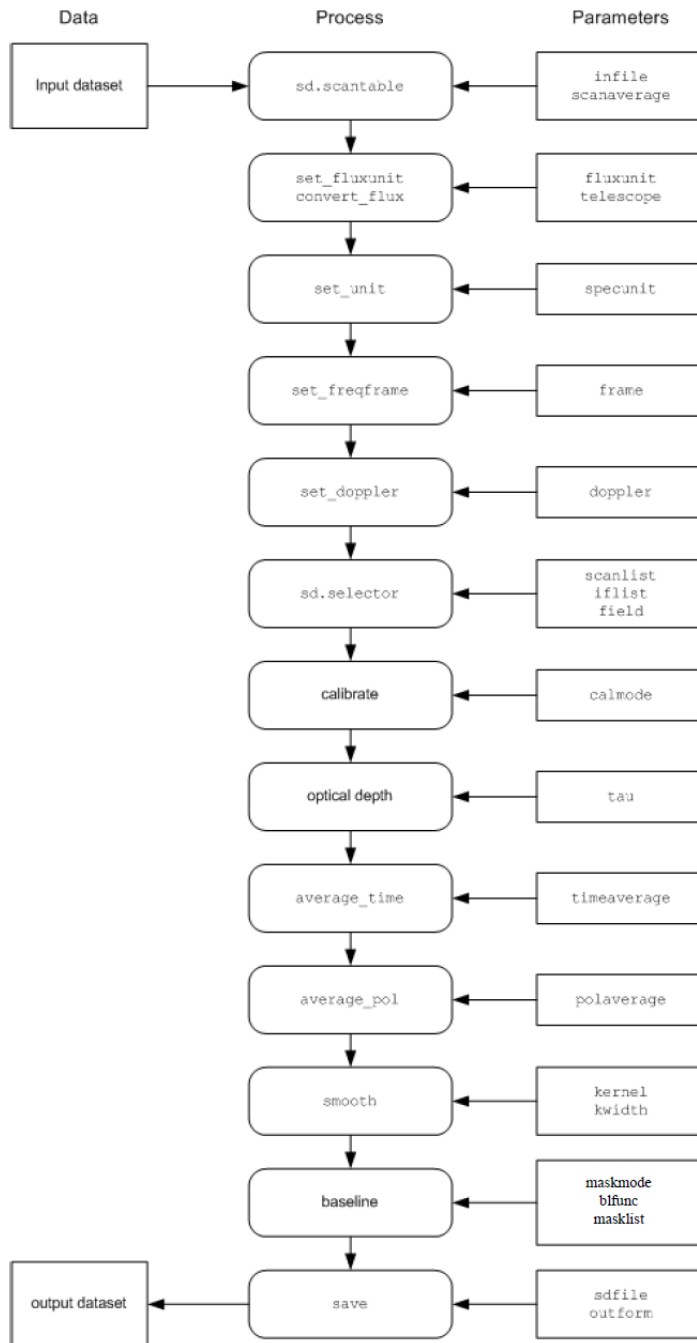 Data
Process
Parameters
Input dataset
sd.scantable
infile
scanaverage
set_fluxunit
convert_flux
fluxunit
telescope
set_unit
specunit
set_freqframe
frame
set_doppler
doppler
sd.selector
scanlist
iflist
field
calibrate
calmode
optical depth
tau
average_time
timeaverage
average_pol
polaverage
smooth
kernel
kwidth
baseline
maskmode
blfunc
masklist
output dataset
save
sdfile
outform